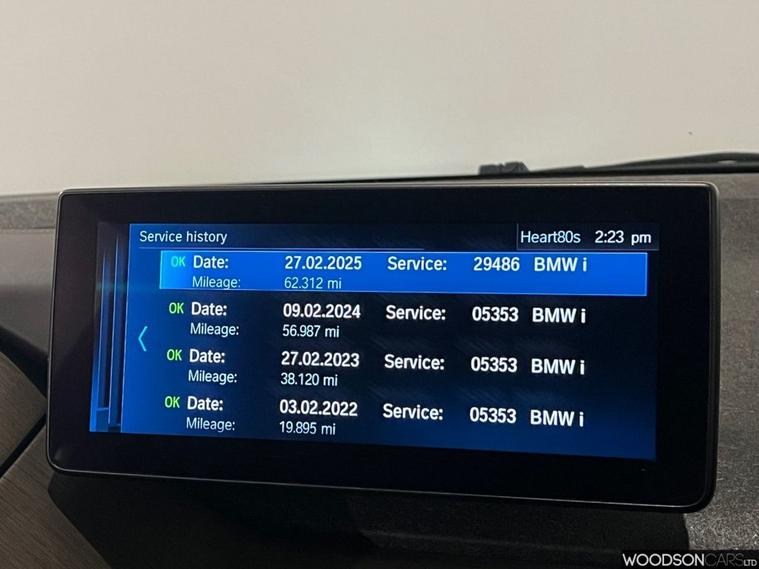 Service history Heart80s 2:23 pm
OK Date: 27.02.2025 Service: 29486 BMW i
Mileage: 62.312 mi
OK Date: 09.02.2024 Service: 05353 BMW i
Mileage: 56.987 mi
OK Date: 27.02.2023 Service: 05353 BMW i
Mileage: 38.120 mi
OK Date: 03.02.2022 Service: 05353 BMW i
Mileage: 19.895 mi
WOODSONCARSLTD